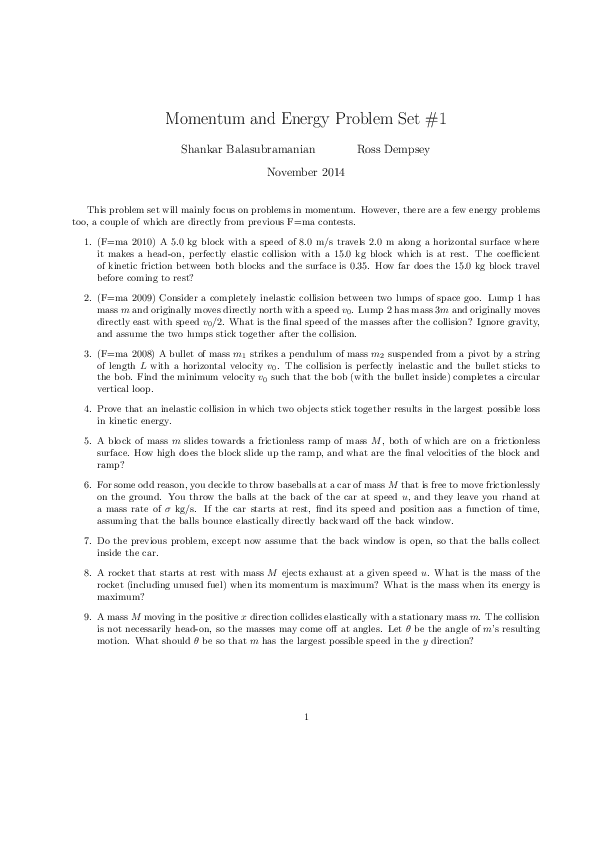 Momentum and Energy Problem Set #1
Shankar Balasubramanian Ross Dempsey
November 2014
This problem set will mainly focus on problems in momentum. However, there are a few energy problems
too, a couple of which are directly from previous F=ma contests.
1. (F=ma 2010) A 5.0 kg block with a speed of 8.0 m/s travels 2.0 m along a horizontal surface where
it makes a head-on, perfectly elastic collision with a 15.0 kg block which is at rest. The coefficient
of kinetic friction between both blocks and the surface is 0.35. How far does the 15.0 kg block travel
before coming to rest?
2. (F=ma 2009) Consider a completely inelastic collision between two lumps of space goo. Lump 1 has
mass m and originally moves directly north with a speed v₀. Lump 2 has mass 3m and originally moves
directly east with speed v₀/2. What is the final speed of the masses after the collision? Ignore gravity,
and assume the two lumps stick together after the collision.
3. (F=ma 2008) A bullet of mass m₁ strikes a pendulum of mass m₂ suspended from a pivot by a string
of length L with a horizontal velocity v₀. The collision is perfectly inelastic and the bullet sticks to
the bob. Find the minimum velocity v₀ such that the bob (with the bullet inside) completes a circular
vertical loop.
4. Prove that an inelastic collision in which two objects stick together results in the largest possible loss
in kinetic energy.
5. A block of mass m slides towards a frictionless ramp of mass M, both of which are on a frictionless
surface. How high does the block slide up the ramp, and what are the final velocities of the block and
ramp?
6. For some odd reason, you decide to throw baseballs at a car of mass M that is free to move frictionlessly
on the ground. You throw the balls at the back of the car at speed u, and they leave you rhand at
a mass rate of σ kg/s. If the car starts at rest, find its speed and position aas a function of time,
assuming that the balls bounce elastically directly backward off the back window.
7. Do the previous problem, except now assume that the back window is open, so that the balls collect
inside the car.
8. A rocket that starts at rest with mass M ejects exhaust at a given speed u. What is the mass of the
rocket (including unused fuel) when its momentum is maximum? What is the mass when its energy is
maximum?
9. A mass M moving in the positive x direction collides elastically with a stationary mass m. The collision
is not necessarily head-on, so the masses may come off at angles. Let θ be the angle of m's resulting
motion. What should θ be so that m has the largest possible speed in the y direction?
1